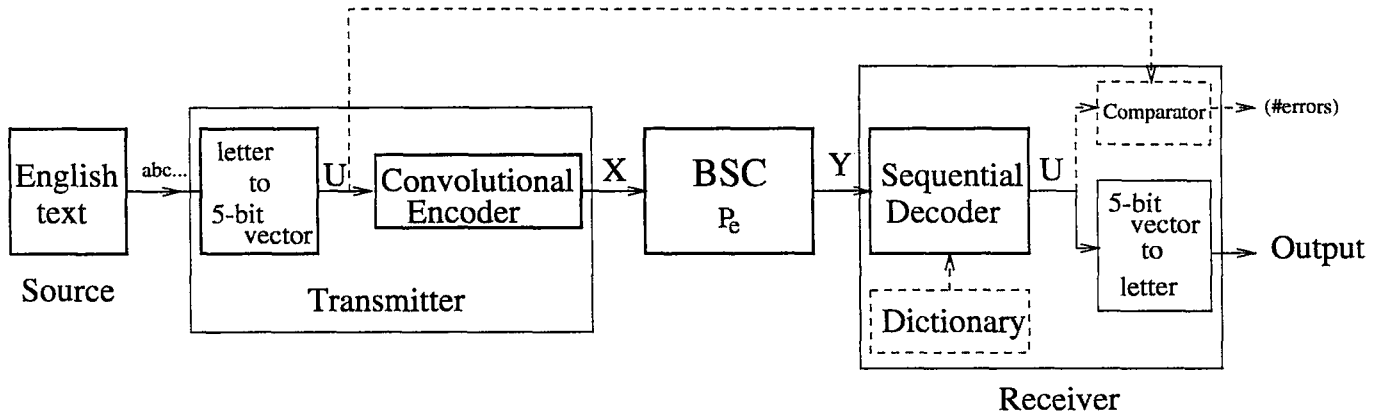 English
text
Source
abc...
letter
to
5-bit
vector
U
Convolutional
Encoder
Transmitter
X
BSC
Pe
Y
Sequential
Decoder
Dictionary
U
Comparator
(#errors)
5-bit
vector
to
letter
Output
Receiver